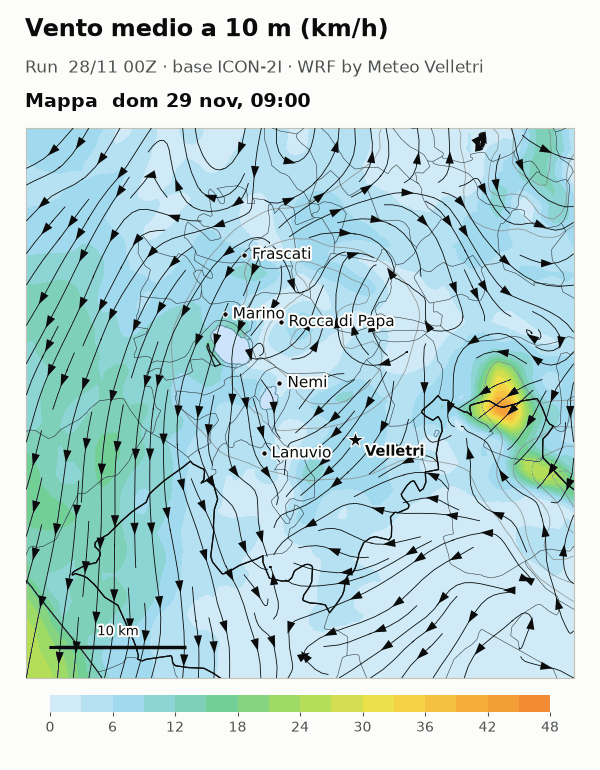 Vento medio a 10 m (km/h)
Run  28/11 00Z · base ICON-2I · WRF by Meteo Velletri
Mappa  dom 29 nov, 09:00
Frascati
Marino
Rocca di Papa
Nemi
Velletri
Lanuvio
10 km
0 6 12 18 24 30 36 42 48